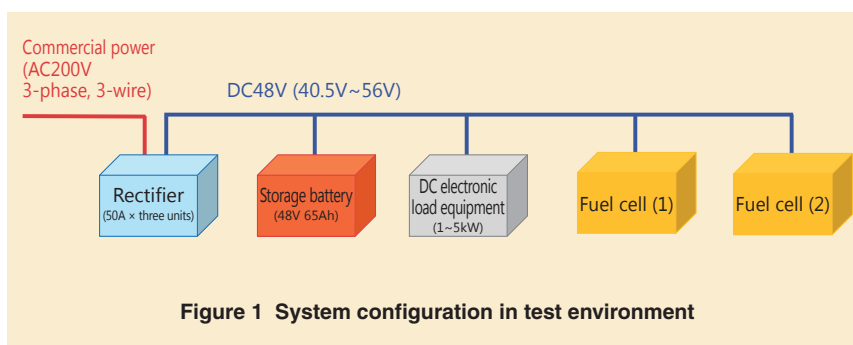 Commercial power
(AC200V
3-phase, 3-wire)
DC48V (40.5V~56V)
Rectifier
(50A × three units)
Storage battery
(48V 65Ah)
DC electronic
load equipment
(1~5kW)
Fuel cell (1)
Fuel cell (2)
Figure 1  System configuration in test environment